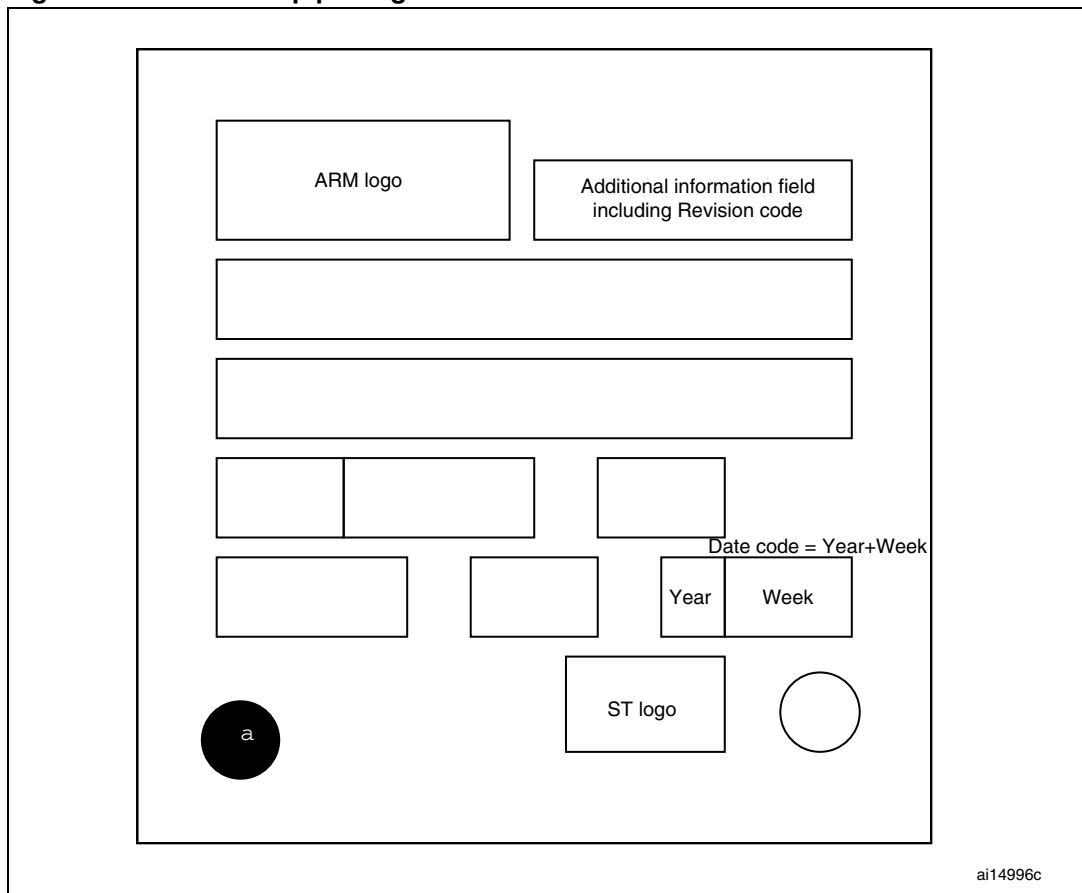 ARM logo
Additional information field
including Revision code
Date code = Year+Week
Year
Week
ST logo
a
ai14996c